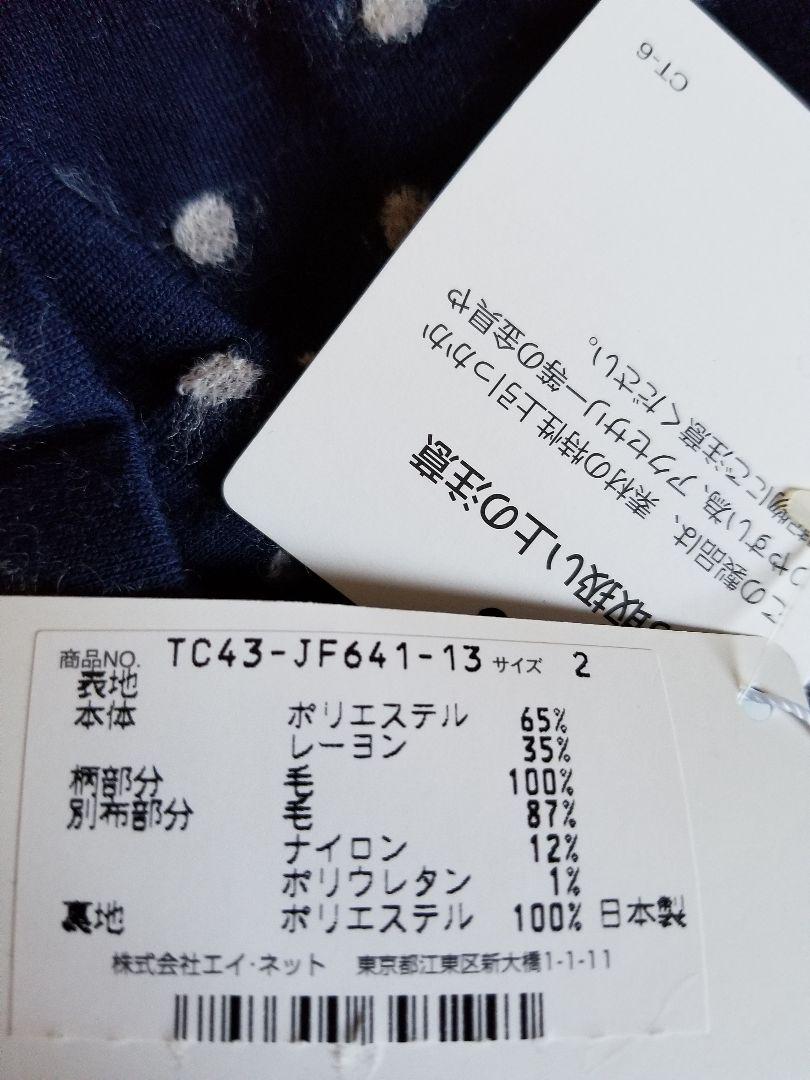 CT-6
お取扱い上の注意
この製品は、素材の特性上引っかか
りやすい為、アクセサリー等の金具や
にご注意ください。
商品NO. TC43-JF641-13 サイズ 2
表地
本体 ポリエステル 65%
レーヨン 35%
柄部分 毛 100%
別布部分 毛 87%
ナイロン 12%
ポリウレタン 1%
裏地 ポリエステル 100% 日本製
株式会社エイ・ネット 東京都江東区新大橋1-1-11